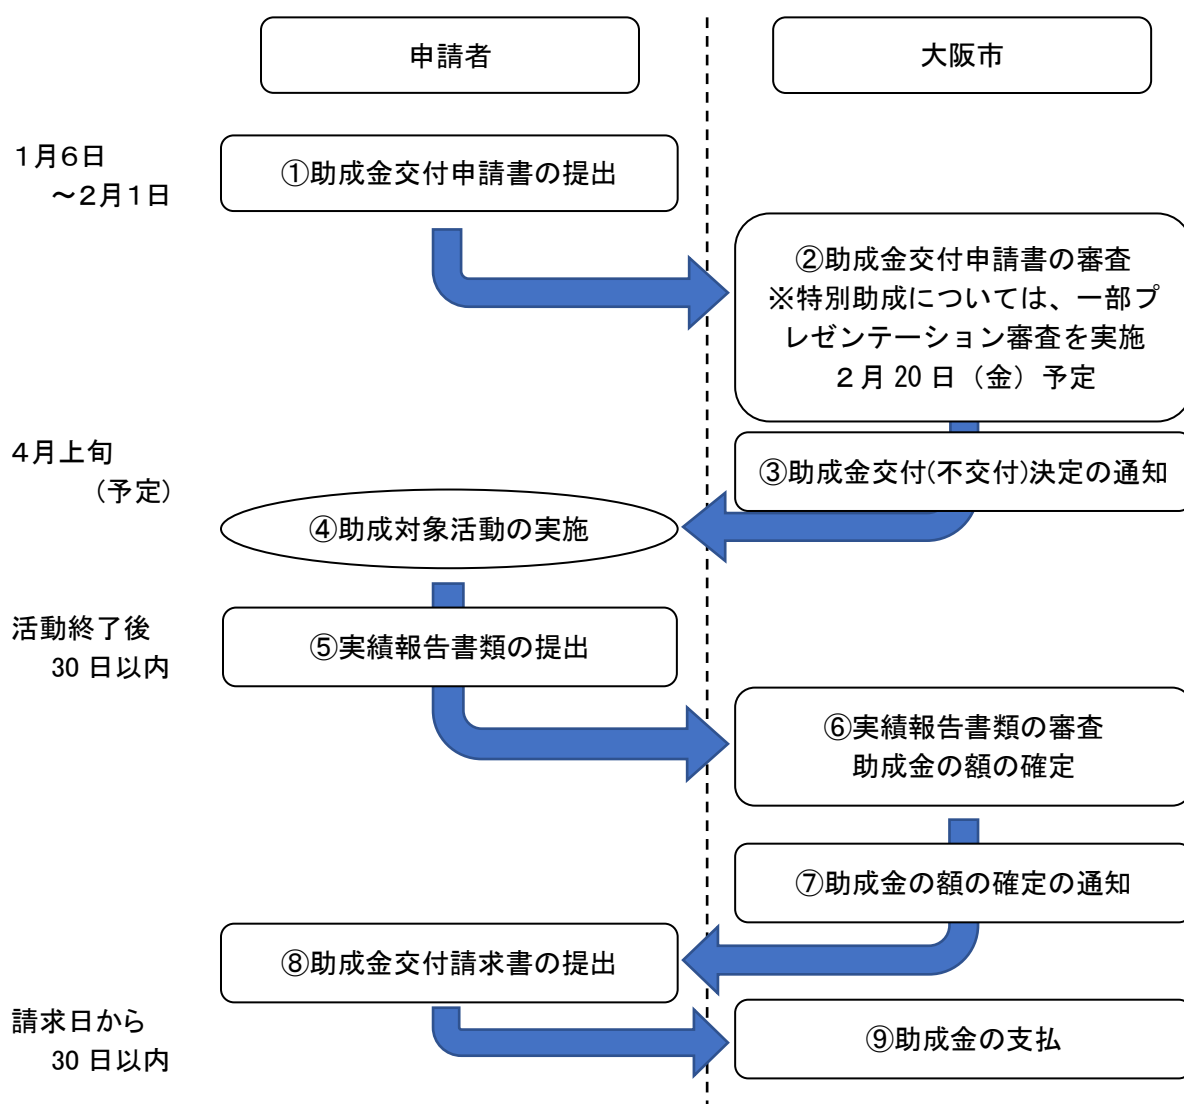 申請者
大阪市
１月６日
～２月１日
①助成金交付申請書の提出
②助成金交付申請書の審査
※特別助成については、一部プ
レゼンテーション審査を実施
２月 20 日（金）予定
４月上旬
（予定）
③助成金交付(不交付)決定の通知
④助成対象活動の実施
活動終了後
30 日以内
⑤実績報告書類の提出
⑥実績報告書類の審査
助成金の額の確定
⑦助成金の額の確定の通知
⑧助成金交付請求書の提出
請求日から
30 日以内
⑨助成金の支払